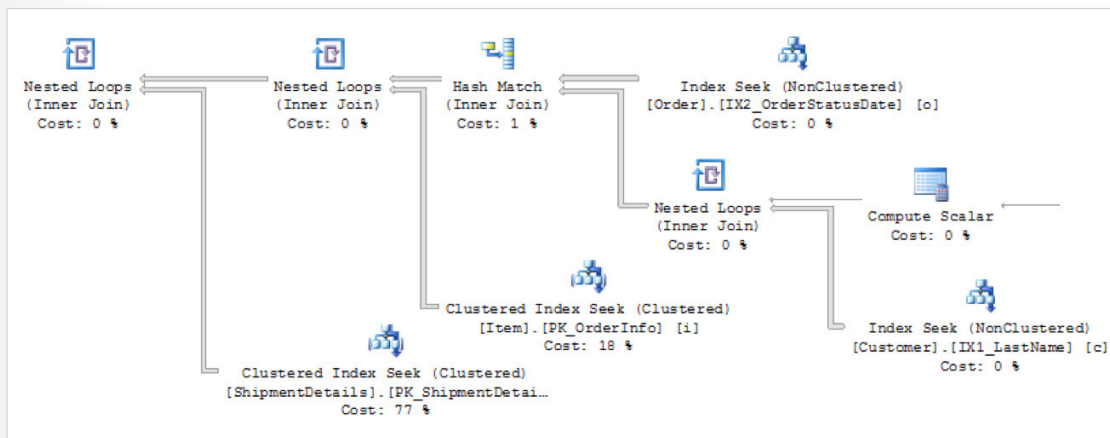 Nested Loops
(Inner Join)
Cost: 0 %
Nested Loops
(Inner Join)
Cost: 0 %
Hash Match
(Inner Join)
Cost: 1 %
Index Seek (NonClustered)
[Order].[IX2_OrderStatusDate] [o]
Cost: 0 %
Nested Loops
(Inner Join)
Cost: 0 %
Compute Scalar
Cost: 0 %
Clustered Index Seek (Clustered)
[Item].[PK_OrderInfo] [i]
Cost: 18 %
Index Seek (NonClustered)
[Customer].[IX1_LastName] [c]
Cost: 0 %
Clustered Index Seek (Clustered)
[ShipmentDetails].[PK_ShipmentDetai…
Cost: 77 %